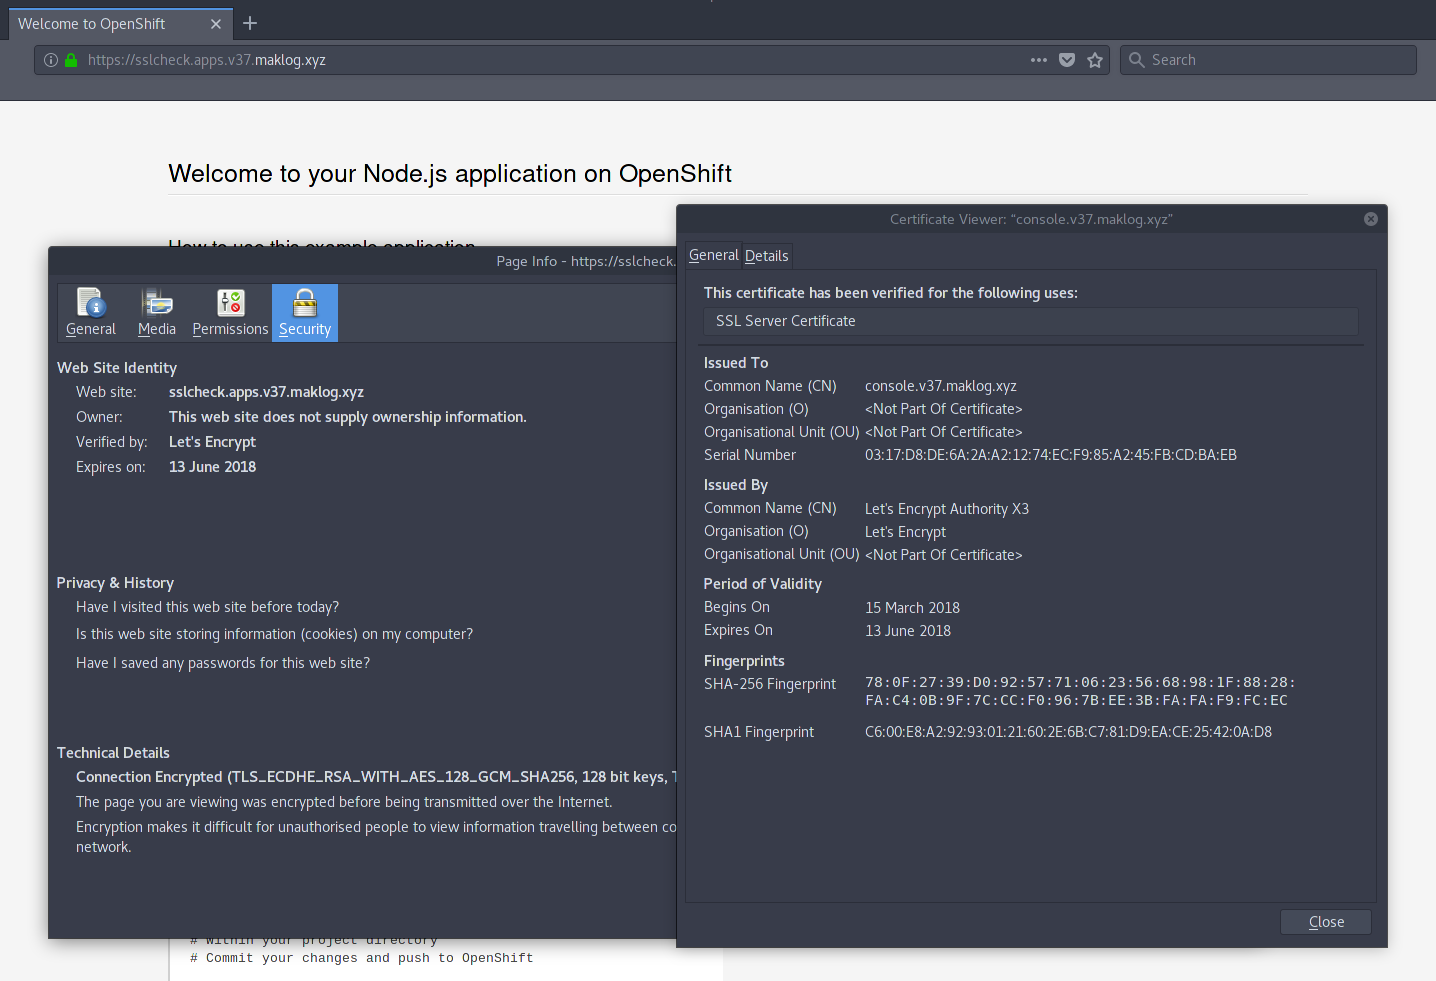 Welcome to OpenShift
https://sslcheck.apps.v37.maklog.xyz
Search
Welcome to your Node.js application on OpenShift
How to use this example application
Page Info - https://sslcheck.
General
Media
Permissions
Security
Web Site Identity
Web site: sslcheck.apps.v37.maklog.xyz
Owner: This web site does not supply ownership information.
Verified by: Let's Encrypt
Expires on: 13 June 2018
Privacy & History
Have I visited this web site before today?
Is this web site storing information (cookies) on my computer?
Have I saved any passwords for this web site?
Technical Details
Connection Encrypted (TLS_ECDHE_RSA_WITH_AES_128_GCM_SHA256, 128 bit keys, T
The page you are viewing was encrypted before being transmitted over the Internet.
Encryption makes it difficult for unauthorised people to view information travelling between co
network.
Certificate Viewer: “console.v37.maklog.xyz”
General
Details
This certificate has been verified for the following uses:
SSL Server Certificate
Issued To
Common Name (CN) console.v37.maklog.xyz
Organisation (O) <Not Part Of Certificate>
Organisational Unit (OU) <Not Part Of Certificate>
Serial Number 03:17:D8:DE:6A:2A:A2:12:74:EC:F9:85:A2:45:FB:CD:BA:EB
Issued By
Common Name (CN) Let's Encrypt Authority X3
Organisation (O) Let's Encrypt
Organisational Unit (OU) <Not Part Of Certificate>
Period of Validity
Begins On 15 March 2018
Expires On 13 June 2018
Fingerprints
SHA-256 Fingerprint 78:0F:27:39:D0:92:57:71:06:23:56:68:98:1F:88:28:
FA:C4:0B:9F:7C:CC:F0:96:7B:EE:3B:FA:FA:F9:FC:EC
SHA1 Fingerprint C6:00:E8:A2:92:93:01:21:60:2E:6B:C7:81:D9:EA:CE:25:42:0A:D8
Close
# Within your project directory
# Commit your changes and push to OpenShift